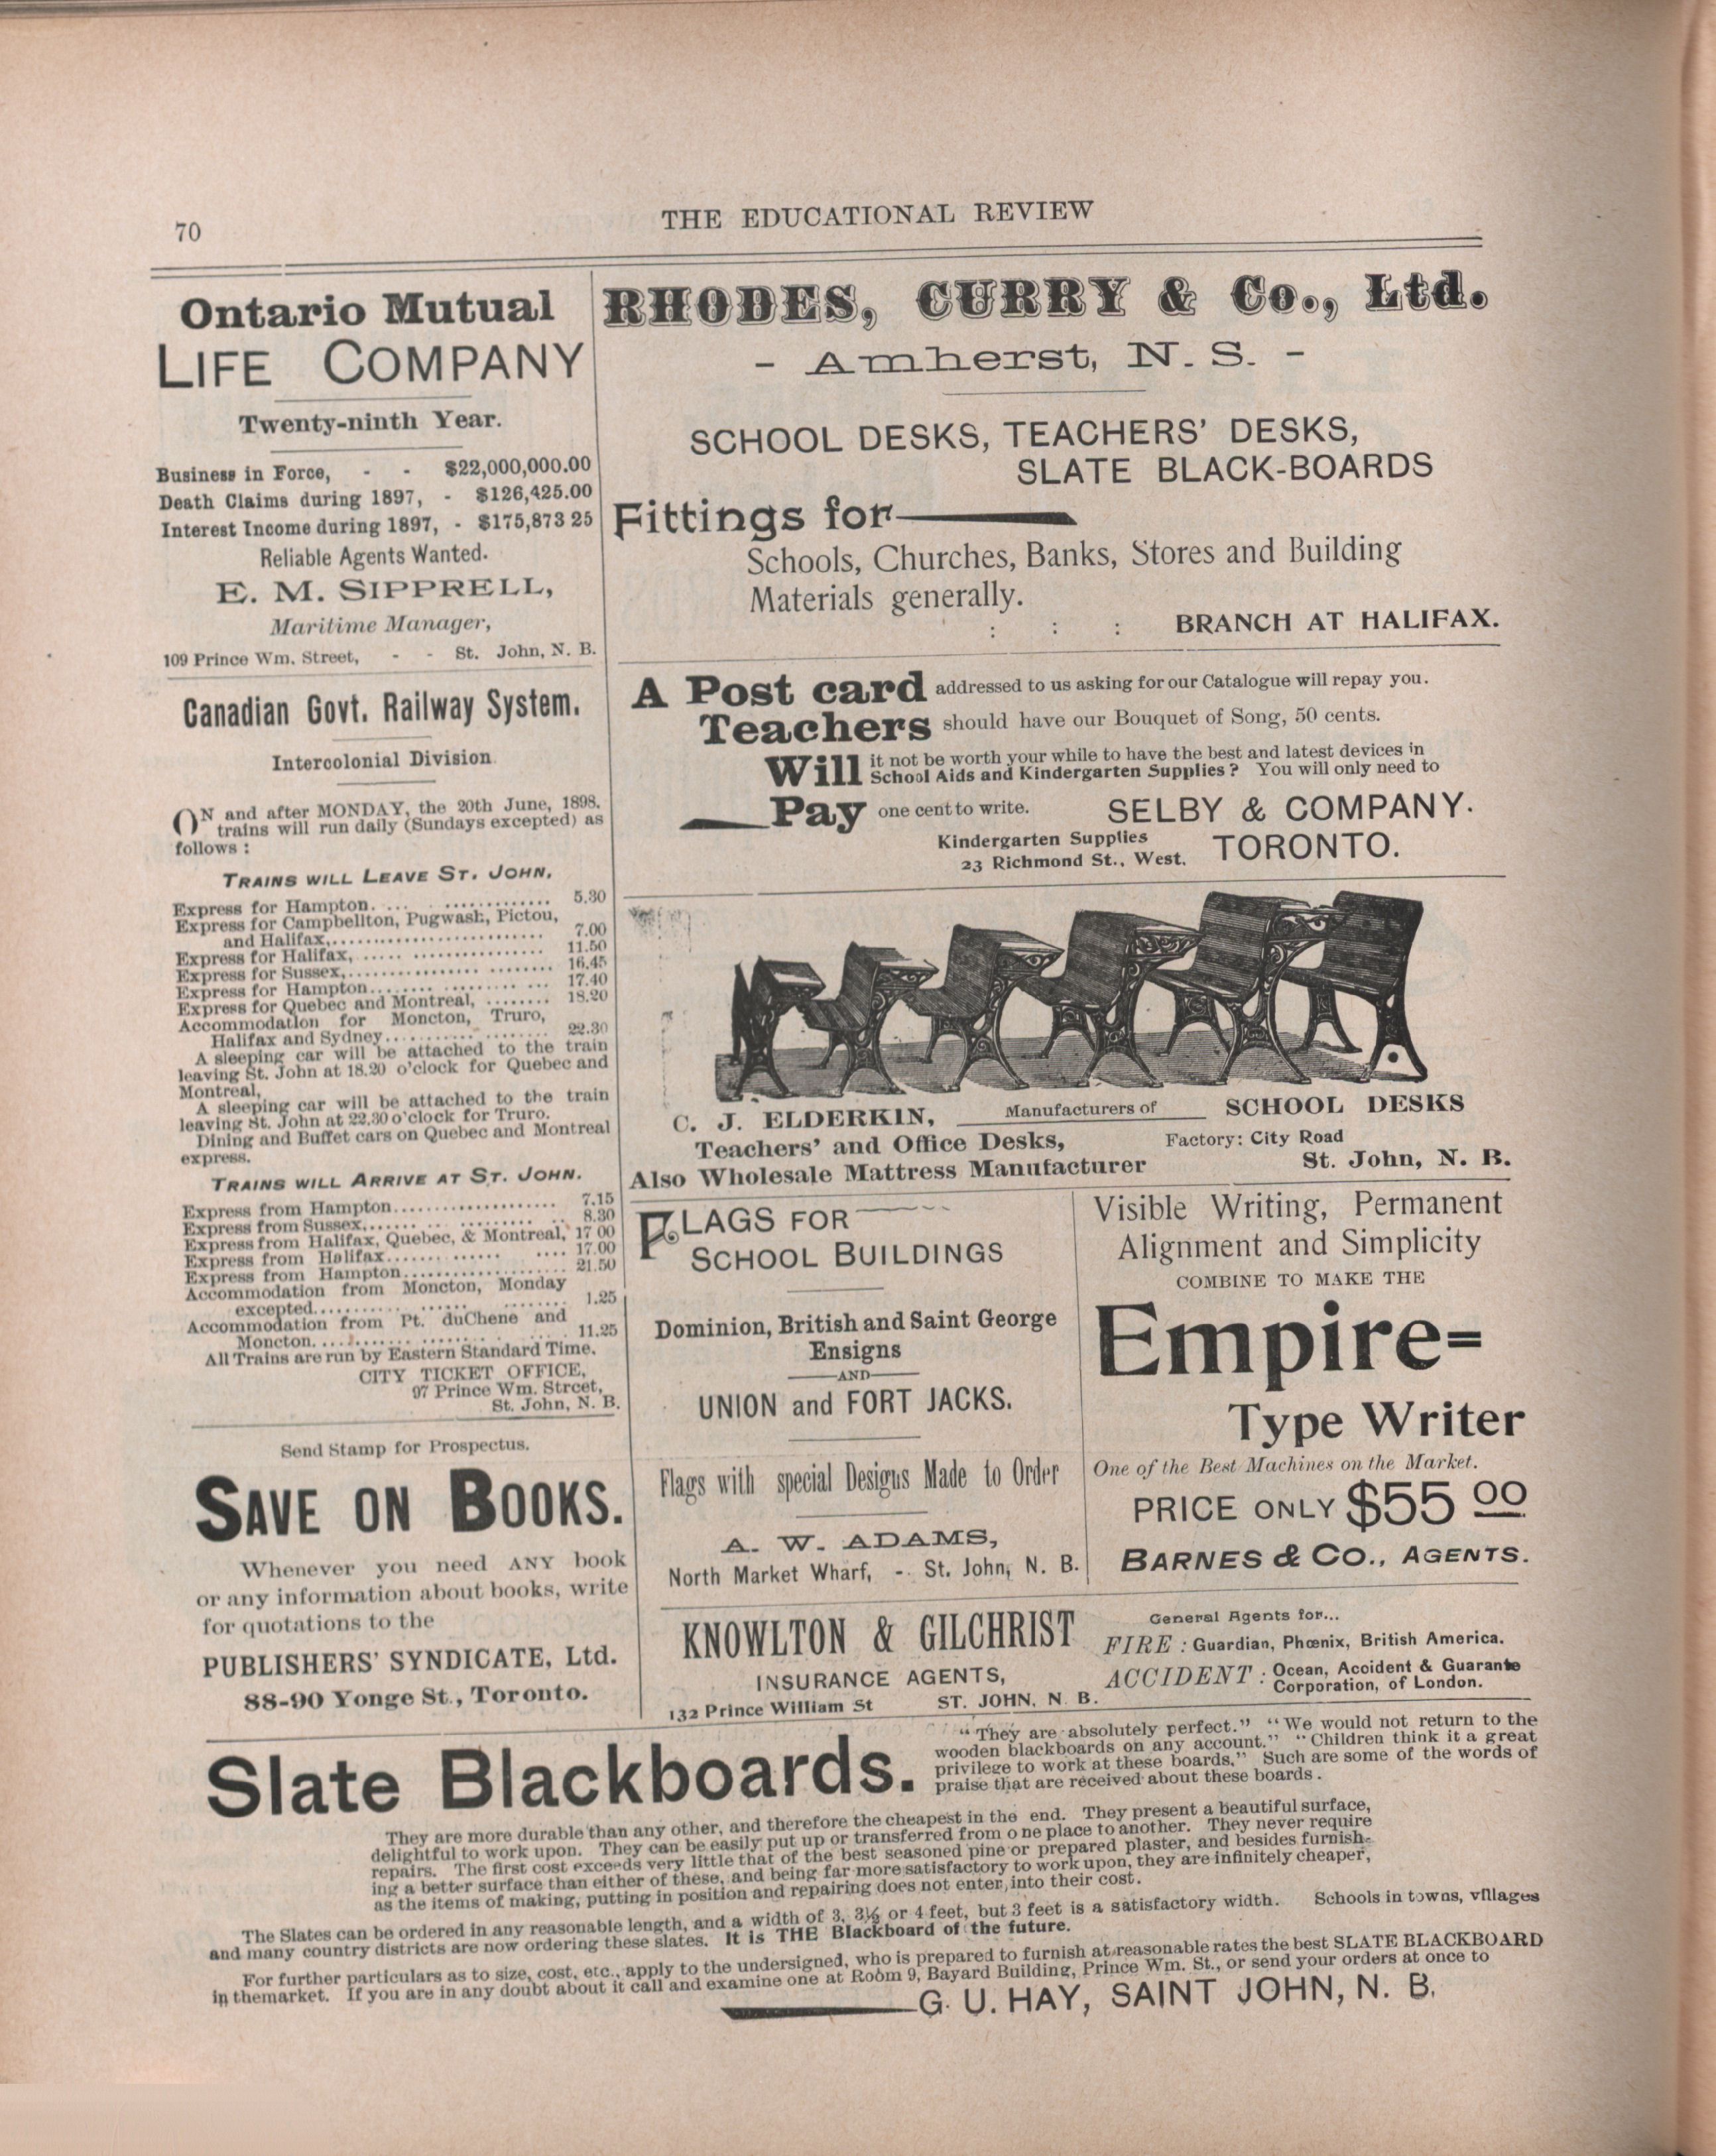 70
THE EDUCATIONAL REVIEW
Ontario Mutual
LIFE COMPANY
Twenty-ninth Year.
Business in Force, - - $22,000,000.00
Death Claims during 1897, - $126,425.00
Interest Income during 1897, - $175,873 25
Reliable Agents Wanted.
E. M. SIPPRELL,
Maritime Manager,
109 Prince Wm. Street, - - St. John, N. B.
Canadian Govt. Railway System.
Intercolonial Division
ON and after MONDAY, the 20th June, 1898.
trains will run daily (Sundays excepted) as
follows :
TRAINS WILL LEAVE ST. JOHN,
Express for Hampton. ... ............. 5.30
Express for Campbellton, Pugwash, Pictou,
and Halifax,......................... 7.00
Express for Halifax, ..... ................ 11.50
Express for Sussex,............... ........ 16.45
Express for Hampton........ ......... ... 17.40
Express for Quebec and Montreal, ........ 18.20
Accommodation for Moncton, Truro,
Halifax and Sydney............ ....... 22.30
A sleeping car will be attached to the train
leaving St. John at 18.20 o'clock for Quebec and
Montreal,
A sleeping car will be attached to the train
leaving St. John at 22.30 o'clock for Truro.
Dining and Buffet cars on Quebec and Montreal
express.
TRAINS WILL ARRIVE AT ST. JOHN.
Express from Hampton.................... 7.15
Express from Sussex....... .. ......... .. 8.30
Express from Halifax, Quebec, & Montreal, 17 00
Express from Halifax....... ...... .... 17.00
Express from Hampton.................... 21.50
Accommodation from Moncton, Monday
excepted........... ...... ........ 1.25
Accommodation from Pt. duChene and
Moncton............ ........ . .... 11.25
All Trains are run by Eastern Standard Time.
CITY TICKET OFFICE,
97 Prince Wm. Street,
St. John, N. B.
Send Stamp for Prospectus.
SAVE ON BOOKS.
Whenever you need ANY book
or any information about books, write
for quotations to the
PUBLISHERS' SYNDICATE, Ltd.
88-90 Yonge St., Toronto.
RHODES, CURRY & Co., Ltd.
- Amherst, N. S. -
SCHOOL DESKS, TEACHERS' DESKS,
SLATE BLACK-BOARDS
Fittings for
Schools, Churches, Banks, Stores and Building
Materials generally.
: : : BRANCH AT HALIFAX.
A Post card addressed to us asking for our Catalogue will repay you.
Teachers should have our Bouquet of Song, 50 cents.
Will it not be worth your while to have the best and latest devices in
School Aids and Kindergarten Supplies? You will only need to
Pay one cent to write. SELBY & COMPANY.
Kindergarten Supplies
23 Richmond St., West. TORONTO.
C. J. ELDERKIN, Manufacturers of SCHOOL DESKS
Teachers' and Office Desks, Factory: City Road
Also Wholesale Mattress Manufacturer St. John, N. B.
FLAGS FOR
SCHOOL BUILDINGS
Dominion, British and Saint George
Ensigns
AND
UNION and FORT JACKS.
Flags with special Designs Made to Order
A. W. ADAMS,
North Market Wharf, -. St. John, N. B.
Visible Writing, Permanent
Alignment and Simplicity
COMBINE TO MAKE THE
Empire=
Type Writer
One of the Best Machines on the Market.
PRICE ONLY $55 00
BARNES & CO., AGENTS.
KNOWLTON & GILCHRIST
INSURANCE AGENTS,
132 Prince William St ST. JOHN, N. B.
General Agents for...
FIRE : Guardian, Phœnix, British America.
ACCIDENT : Ocean, Accident & Guarante
Corporation, of London.
Slate Blackboards.
"They are absolutely perfect." "We would not return to the
wooden blackboards on any account." "Children think it a great
privilege to work at these boards." Such are some of the words of
praise that are received about these boards.
They are more durable than any other, and therefore the cheapest in the end. They present a beautiful surface,
delightful to work upon. They can be easily put up or transferred from one place to another. They never require
repairs. The first cost exceeds very little that of the best seasoned pine or prepared plaster, and besides furnish-
ing a better surface than either of these, and being far more satisfactory to work upon, they are infinitely cheaper,
as the items of making, putting in position and repairing does not enter into their cost.
The Slates can be ordered in any reasonable length, and a width of 3, 3½ or 4 feet, but 3 feet is a satisfactory width. Schools in towns, villages
and many country districts are now ordering these slates. It is THE Blackboard of the future.
For further particulars as to size, cost, etc., apply to the undersigned, who is prepared to furnish at reasonable rates the best SLATE BLACKBOARD
in themarket. If you are in any doubt about it call and examine one at Room 9, Bayard Building, Prince Wm. St., or send your orders at once to
G. U. HAY, SAINT JOHN, N. B.